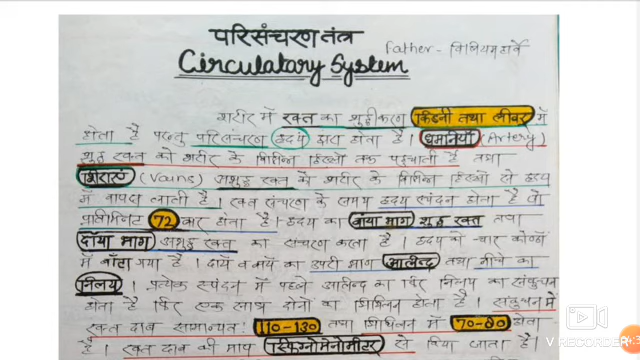 परिसंचरण तंत्र
Father - विलियम हार्वे
Circulatary System
शरीर में रक्त का शुद्दीकरण किडनी तथा लीवर में
होता है परन्तु परिसंचरण हृदय द्वारा होता है। धमनियाँ (Artery)
शुद्ध रक्त को शरीर के विभिन्न हिस्सों तक पहुचाती है तथा
शिराएं (Vains) अशुद्ध रक्त को शरीर के विभिन्न हिस्सों से हृदय
में वापस लाती है। रक्त संचरण के समय हृदय स्पंदन होता है जो
प्रतिमिनट 72 बार होता है। हृदय का बांया भाग शुद्ध रक्त तथा
दाँया भाग अशुद्ध रक्त का संचरण करता है। हृदय को चार कोष्ठों
में बाँटा गया है। दायें व बायें का ऊपरी भाग आलिन्द तथा नीचे का
निलय। प्रत्येक स्पंदन में पहले आलिन्द का फिर निलय का संकुचन
होता है फिर एक साथ दोनों का शिथिलन होता है। संकुचन में
रक्त दाब सामान्यतः 110-130 तथा शिथिलन में 70-80 होता
है। रक्त दाब की माप स्फिग्नोमेनोमीटर से किया जाता है।
V RECORDER